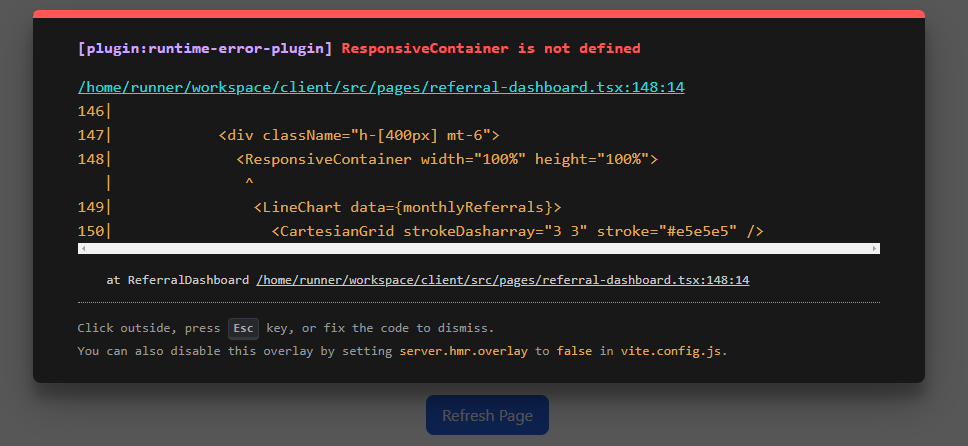 [plugin:runtime-error-plugin] ResponsiveContainer is not defined
/home/runner/workspace/client/src/pages/referral-dashboard.tsx:148:14
146|
147|            <div className="h-[400px] mt-6">
148|              <ResponsiveContainer width="100%" height="100%">
   |               ^
149|                <LineChart data={monthlyReferrals}>
150|                  <CartesianGrid strokeDasharray="3 3" stroke="#e5e5e5" />
at ReferralDashboard /home/runner/workspace/client/src/pages/referral-dashboard.tsx:148:14
Click outside, press Esc key, or fix the code to dismiss.
You can also disable this overlay by setting server.hmr.overlay to false in vite.config.js.
Refresh Page